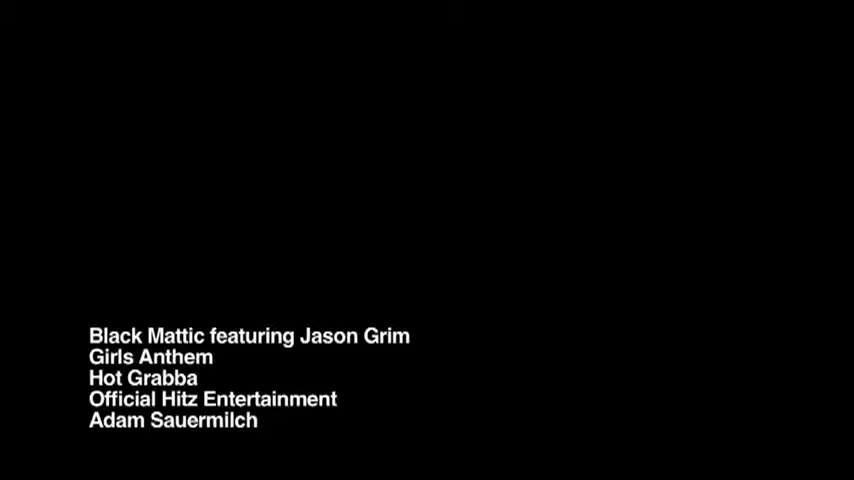 Black Mattic featuring Jason Grim
Girls Anthem
Hot Grabba
Official Hitz Entertainment
Adam Sauermilch